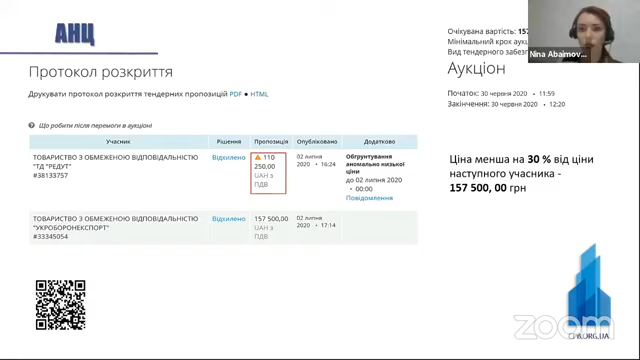 АНЦ
Очікувана вартість: 157
Мінімальний крок аукц
Вид тендерного забезп
Nina Abaimov...
Протокол розкриття
Аукціон
Друкувати протокол розкриття тендерних пропозицій PDF ● HTML
Початок: 30 червня 2020 • 11:59
Закінчення: 30 червня 2020 • 12:20
Що робити після перемоги в аукціоні
Учасник Рішення Пропозиція Опубліковано Додатково
ТОВАРИСТВО З ОБМЕЖЕНОЮ ВІДПОВІДАЛЬНІСТЮ
"ТД "РЕДУТ"
#38133757
Відхилено
110
250,00
UAH з
ПДВ
02 липня
2020 • 16:24
Обґрунтування
аномально низької
ціни
до 02 липня 2020
• 00:00
Повідомлення
Ціна менша на 30 % від ціни
наступного учасника -
157 500, 00 грн
ТОВАРИСТВО З ОБМЕЖЕНОЮ ВІДПОВІДАЛЬНІСТЮ
"УКРОБОРОНЕКСПОРТ"
#33345054
Відхилено
157 500,00
UAH з
ПДВ
02 липня
2020 • 17:14
zoom